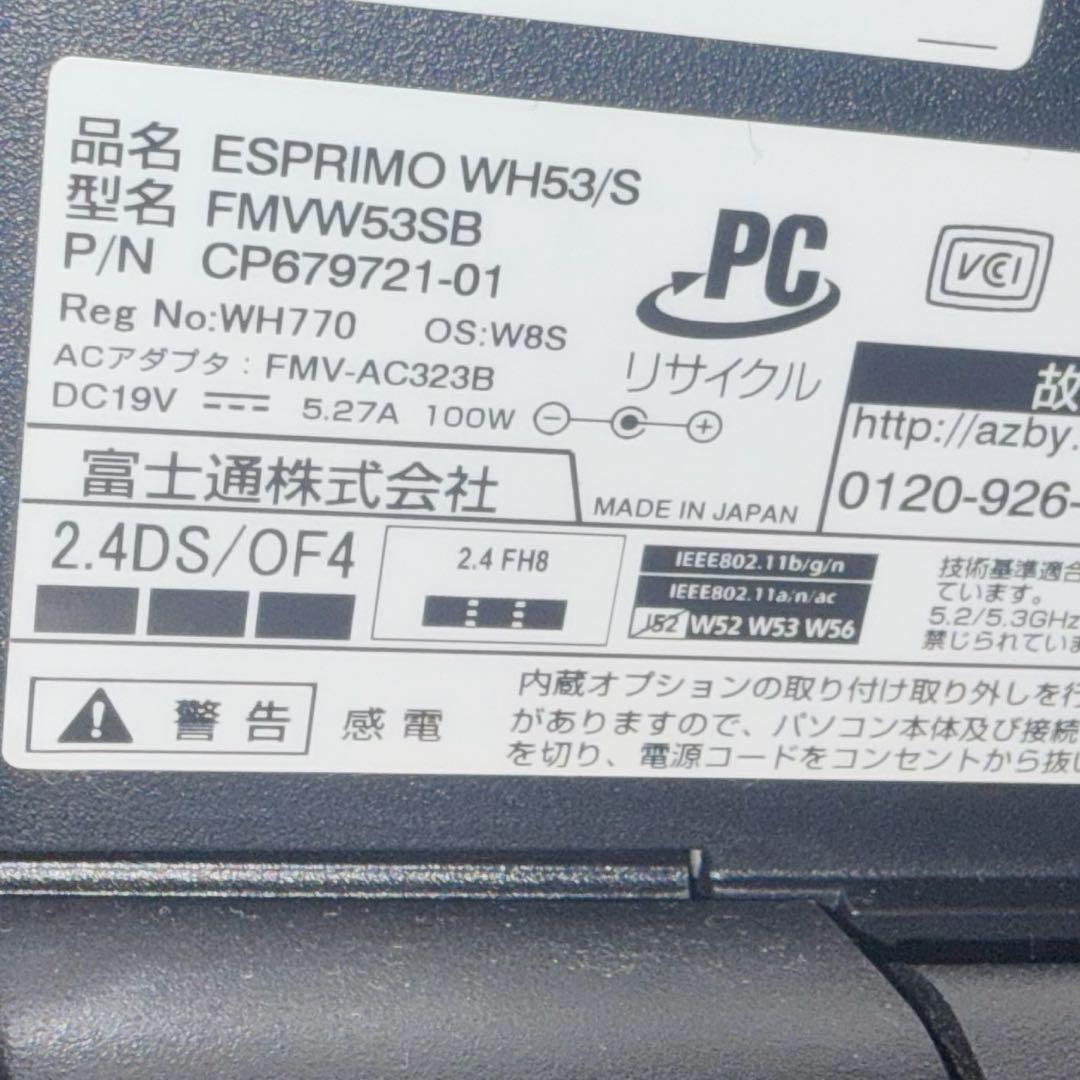 品名 ESPRIMO WH53/S
型名 FMVW53SB
P/N CP679721-01
Reg No:WH770 OS:W8S
ACアダプタ：FMV-AC323B
DC19V 5.27A 100W
PC
リサイクル
VCCI
故
http://azby.
0120-926-
富士通株式会社
MADE IN JAPAN
2.4DS/OF4
2.4 FH8
IEEE802.11b/g/n
IEEE802.11a/n/ac
J52 W52 W53 W56
技術基準適合
ています。
5.2/5.3GHz
禁じられていま
警告 感電
内蔵オプションの取り付け取り外しを行
がありますので、パソコン本体及び接続
を切り、電源コードをコンセントから抜い